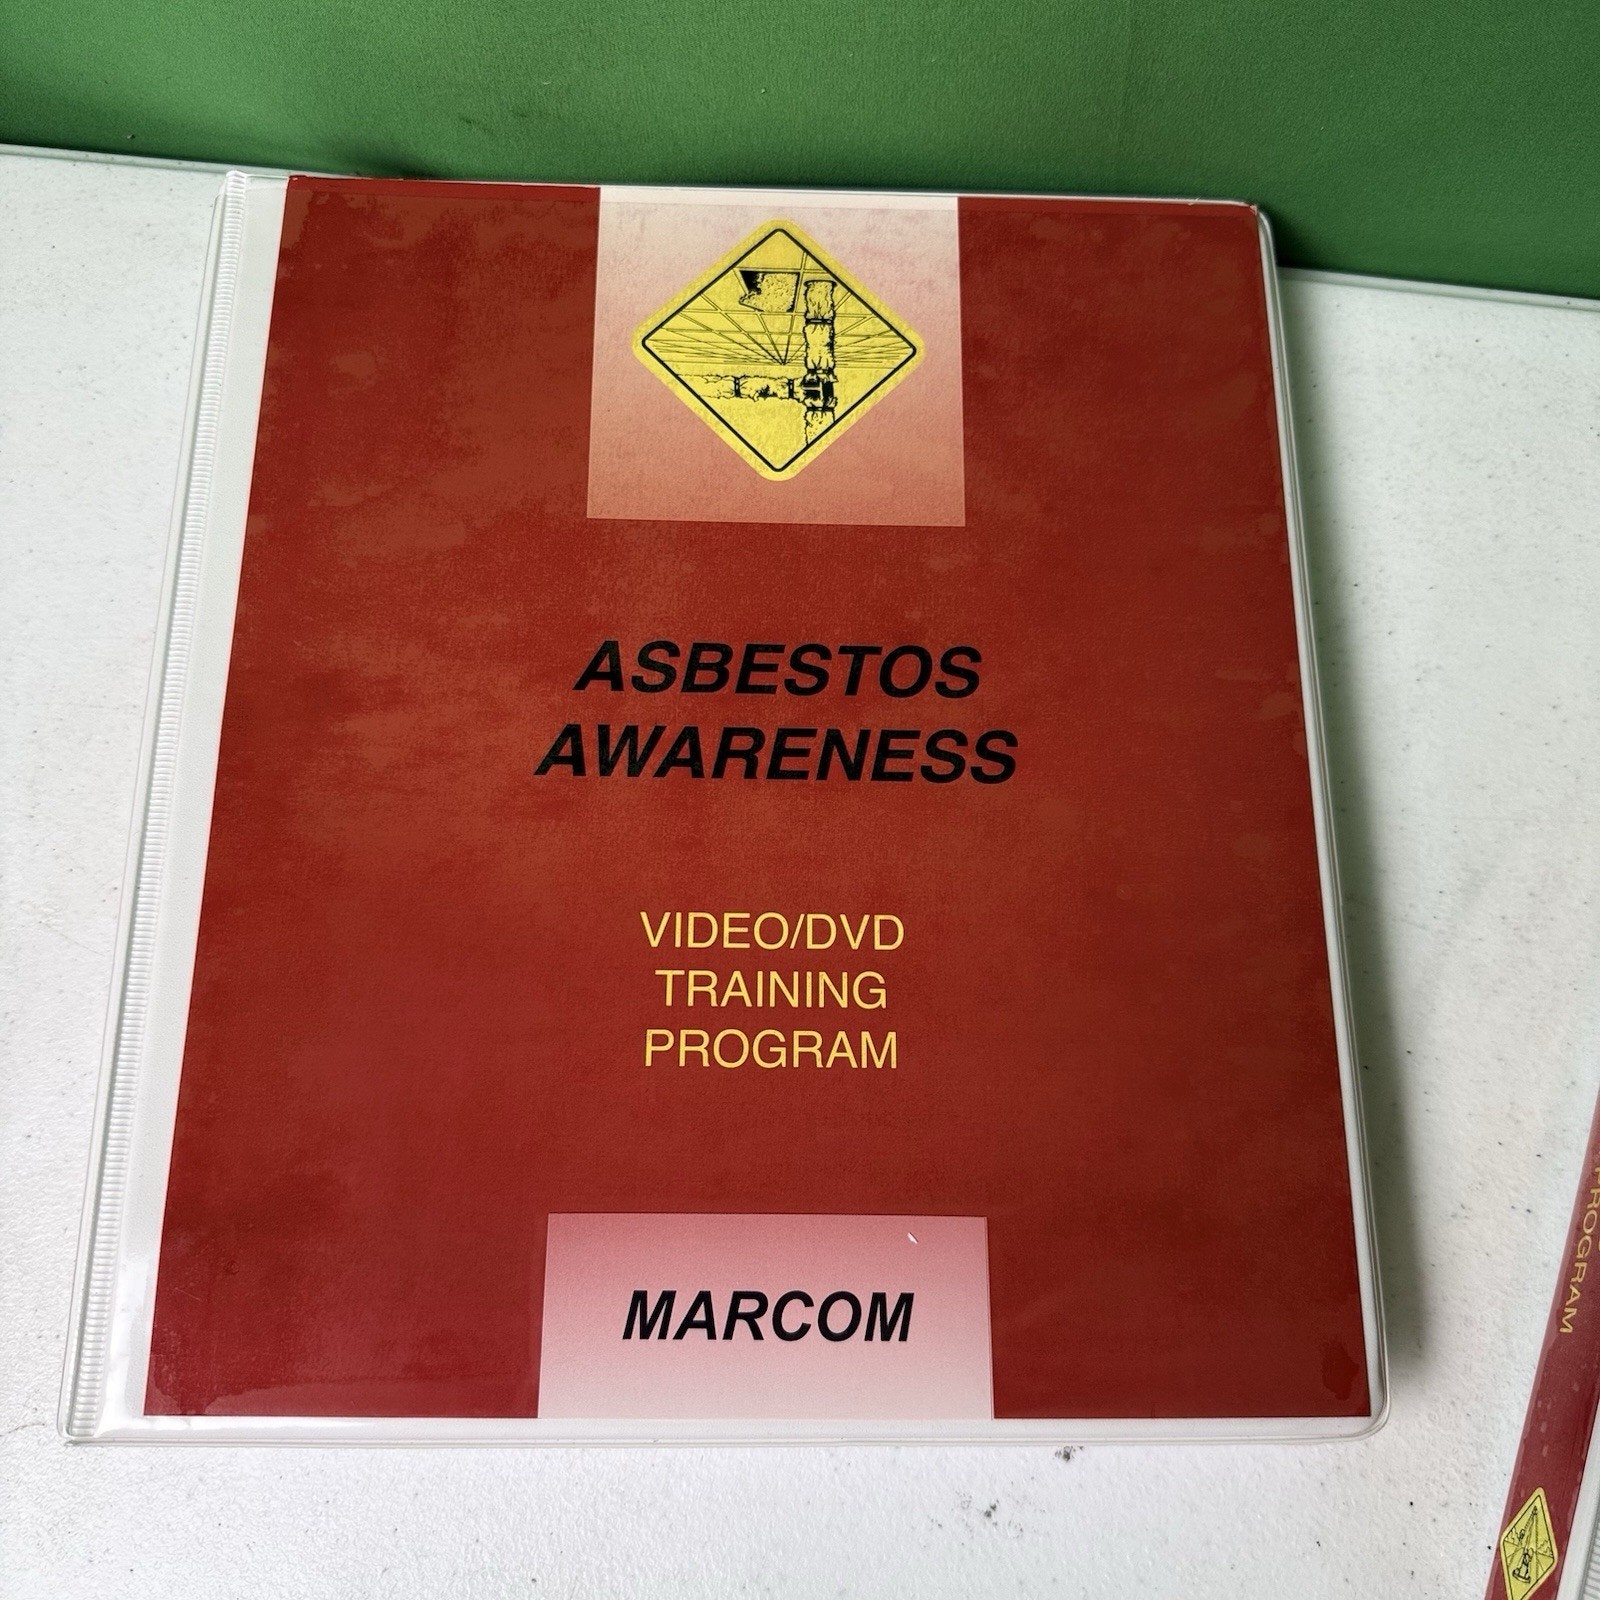 ASBESTOS
AWARENESS
VIDEO/DVD
TRAINING
PROGRAM
MARCOM
PROGRAM